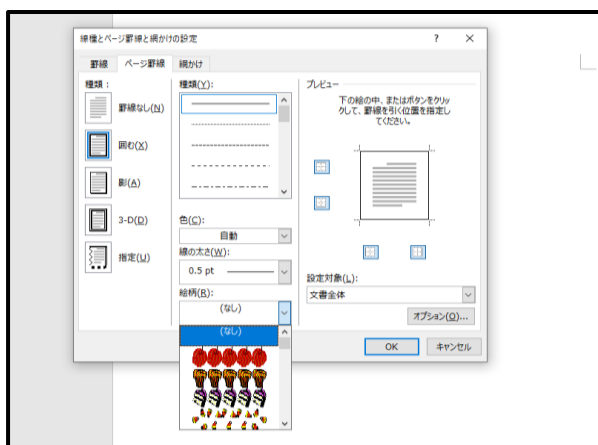 線種とページ罫線と網かけの設定
罫線 ページ罫線 網かけ
種類：
罫線なし(N)
囲む(X)
影(A)
3-D(D)
指定(U)
種類(Y):
色(C):
自動
線の太さ(W):
0.5 pt
絵柄(R):
(なし)
(なし)
プレビュー
下の絵の中、またはボタンをクリッ
クして、罫線を引く位置を指定し
てください。
設定対象(L):
文書全体
オプション(O)...
OK キャンセル